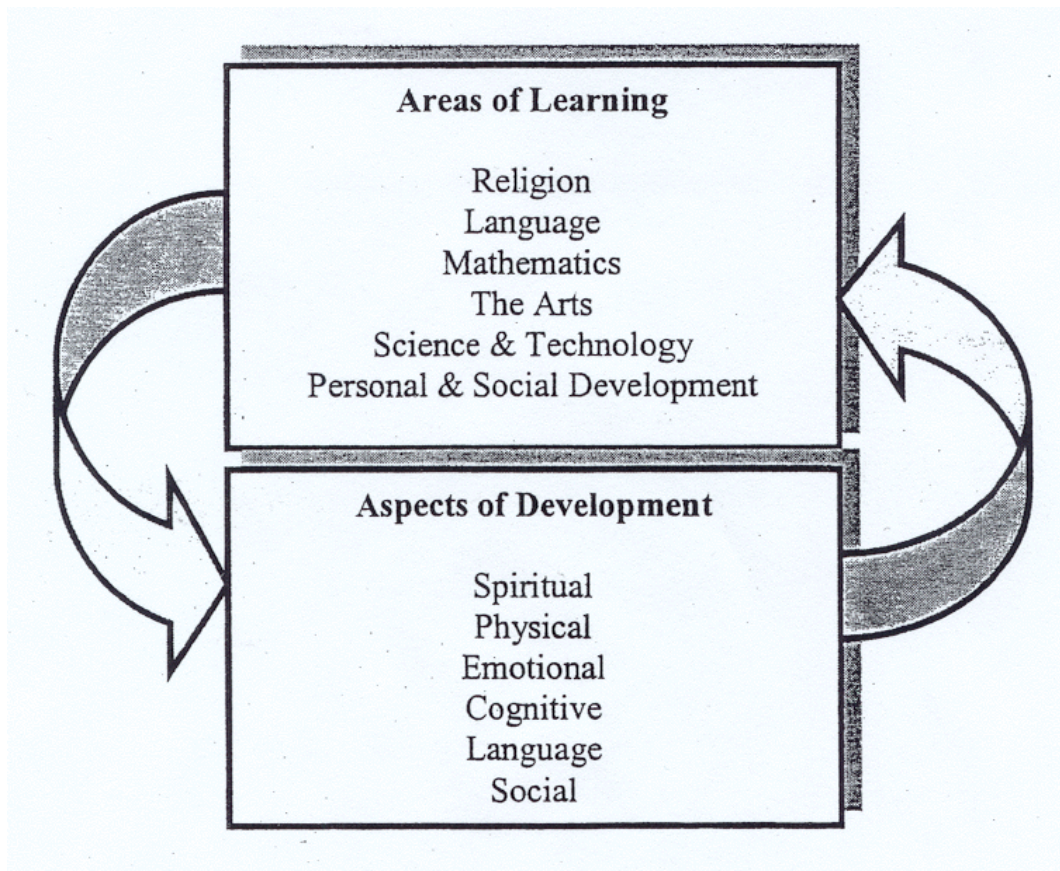 Areas of Learning
Religion
Language
Mathematics
The Arts
Science & Technology
Personal & Social Development
Aspects of Development
Spiritual
Physical
Emotional
Cognitive
Language
Social